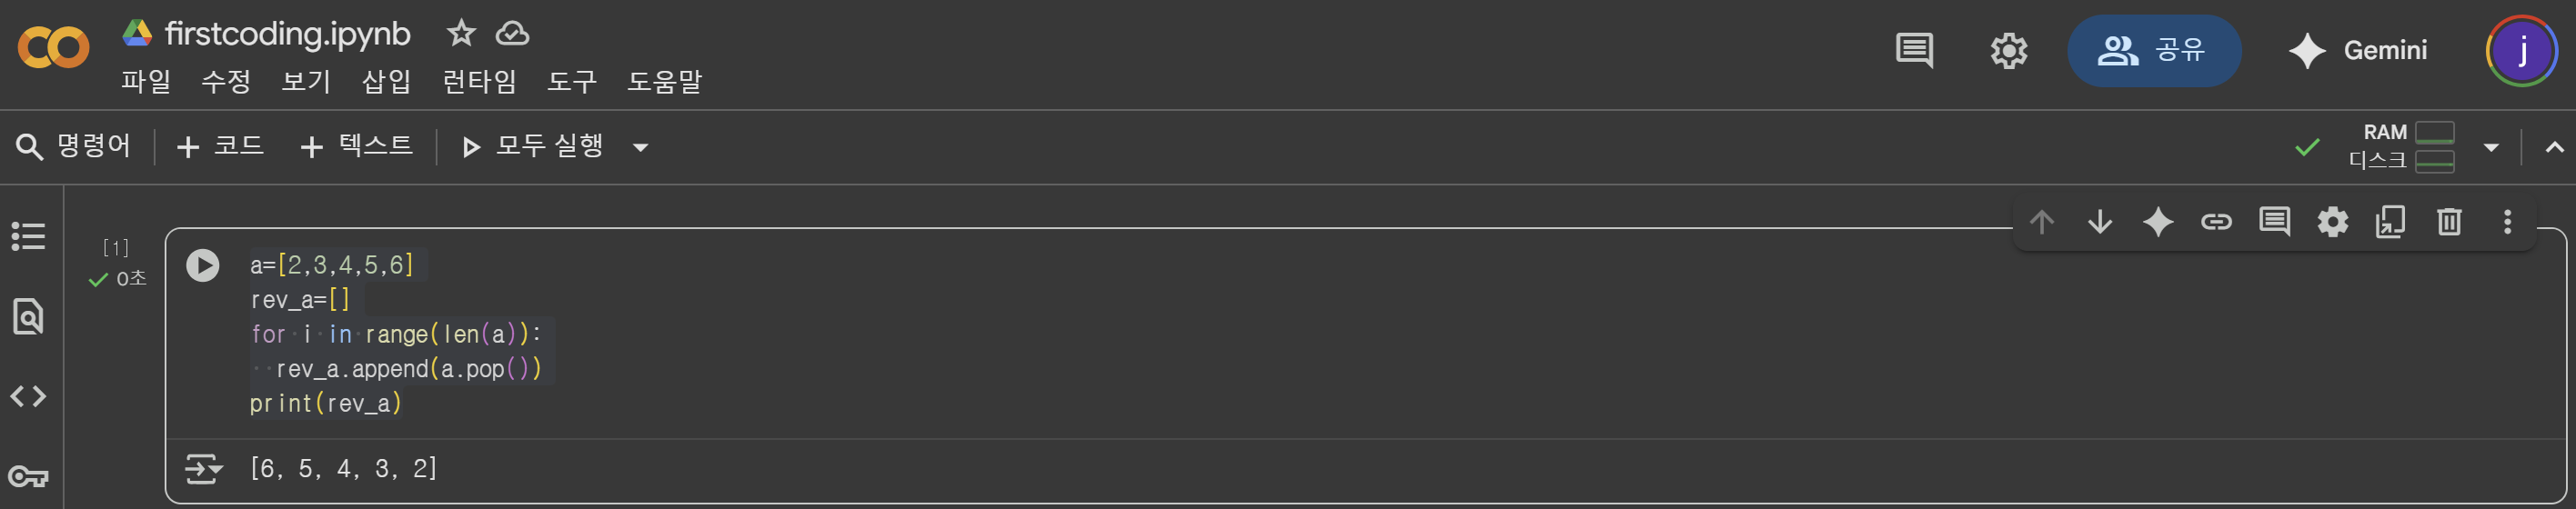 firstcoding.ipynb
파일 수정 보기 삽입 런타임 도구 도움말
공유
Gemini
j
명령어
코드
텍스트
모두 실행
RAM
디스크
[1]
0초
a=[2,3,4,5,6]
rev_a=[]
for i in range(len(a)):
  rev_a.append(a.pop())
print(rev_a)
[6, 5, 4, 3, 2]